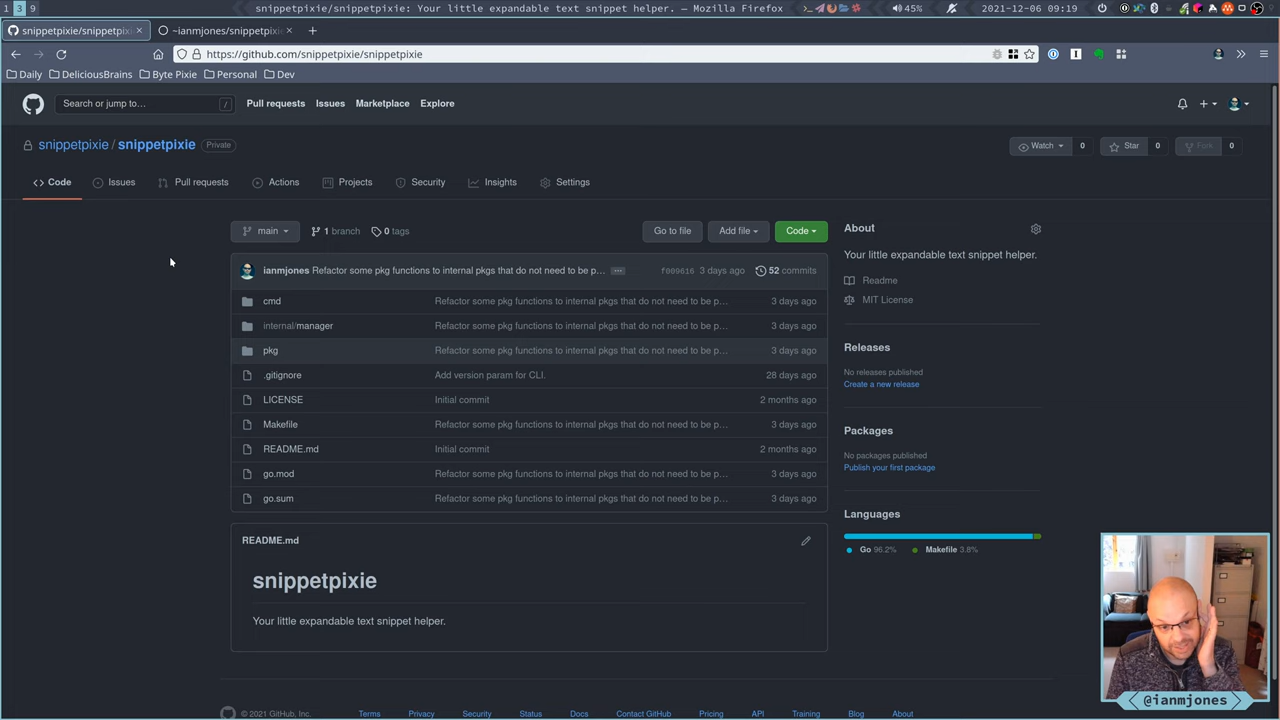 1 3 9 snippetpixie/snippetpixie: Your little expandable text snippet helper. — Mozilla Firefox 45% 2021-12-06 09:19
snippetpixie/snippetpixi ~ianmjones/snippetpixie
https://github.com/snippetpixie/snippetpixie
Daily DeliciousBrains Byte Pixie Personal Dev
Search or jump to… / Pull requests Issues Marketplace Explore
snippetpixie / snippetpixie Private Watch 0 Star 0 Fork 0
Code Issues Pull requests Actions Projects Security Insights Settings
main 1 branch 0 tags Go to file Add file Code
About
Your little expandable text snippet helper.
Readme
MIT License
ianmjones Refactor some pkg functions to internal pkgs that do not need to be p… f009616 3 days ago 52 commits
cmd Refactor some pkg functions to internal pkgs that do not need to be p… 3 days ago
internal/manager Refactor some pkg functions to internal pkgs that do not need to be p… 3 days ago
pkg Refactor some pkg functions to internal pkgs that do not need to be p… 3 days ago
.gitignore Add version param for CLI. 28 days ago
LICENSE Initial commit 2 months ago
Makefile Refactor some pkg functions to internal pkgs that do not need to be p… 3 days ago
README.md Initial commit 2 months ago
go.mod Refactor some pkg functions to internal pkgs that do not need to be p… 3 days ago
go.sum Refactor some pkg functions to internal pkgs that do not need to be p… 3 days ago
Releases
No releases published
Create a new release
Packages
No packages published
Publish your first package
Languages
Go 96.2% Makefile 3.8%
README.md
snippetpixie
Your little expandable text snippet helper.
@ianmjones
© 2021 GitHub, Inc. Terms Privacy Security Status Docs Contact GitHub Pricing API Training Blog About